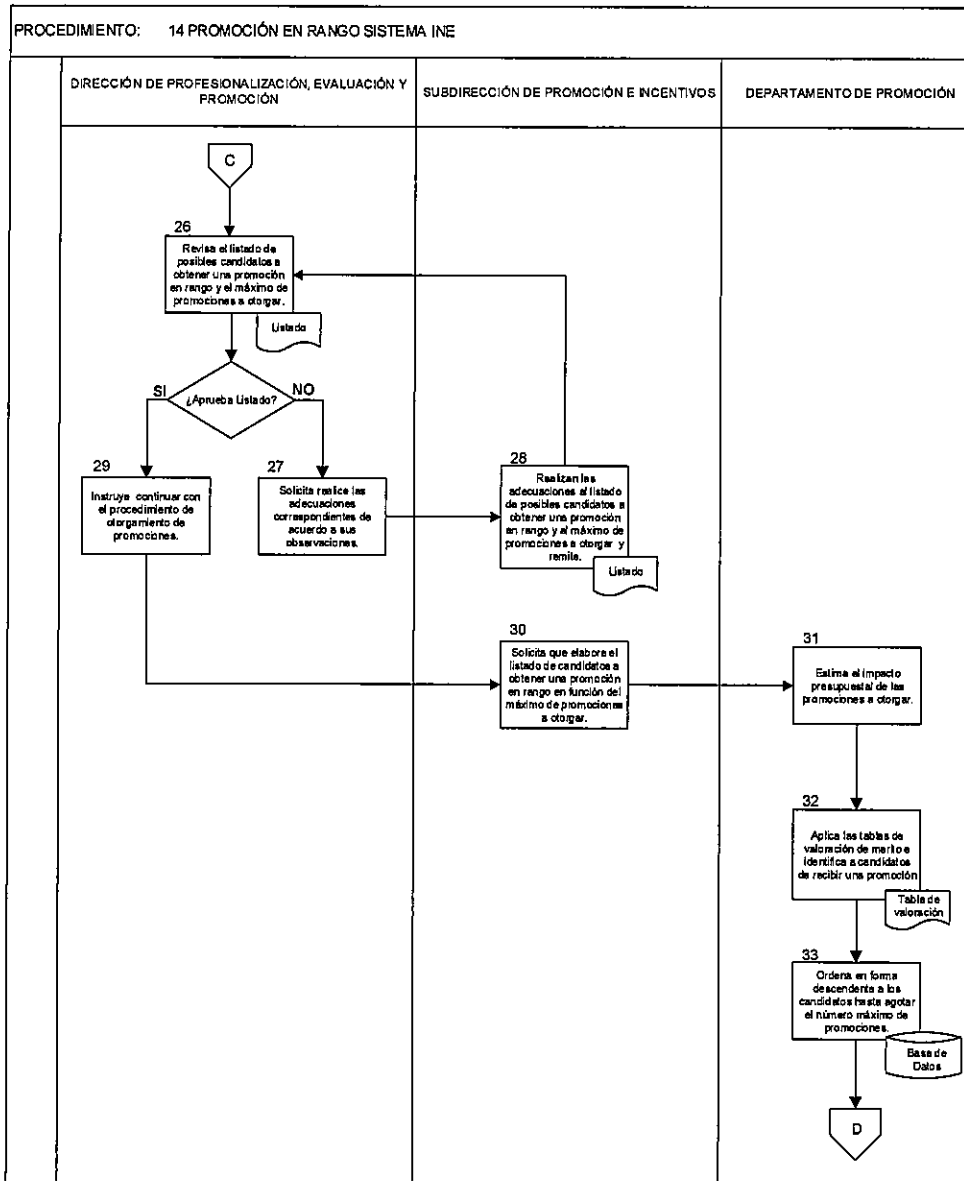 PROCEDIMIENTO: 14 PROMOCIÓN EN RANGO SISTEMA INE
DIRECCIÓN DE PROFESIONALIZACIÓN, EVALUACIÓN Y
PROMOCIÓN
SUBDIRECCIÓN DE PROMOCIÓN E INCENTIVOS
DEPARTAMENTO DE PROMOCIÓN
C
26
Revisa el listado de
posibles candidatos a
obtener una promoción
en rango y el máximo de
promociones a otorgar.
Listado
¿Aprueba Listado?
SI
NO
29
Instruye continuar con
el procedimiento de
otorgamiento de
promociones.
27
Solicita realice las
adecuaciones
correspondientes de
acuerdo a sus
observaciones.
28
Realizan las
adecuaciones al listado
de posibles candidatos a
obtener una promoción
en rango y al máximo de
promociones a otorgar y
remite.
Listado
30
Solicita que elabore el
listado de candidatos a
obtener una promoción
en rango en función del
máximo de promociones
a otorgar.
31
Estima el impacto
presupuestal de las
promociones a otorgar.
32
Aplica las tablas de
valoración de merito e
identifica a candidatos
de recibir una promoción
Tabla de
valoración
33
Ordena en forma
descendente a los
candidatos hasta agotar
el número máximo de
promociones.
Base de
Datos
D